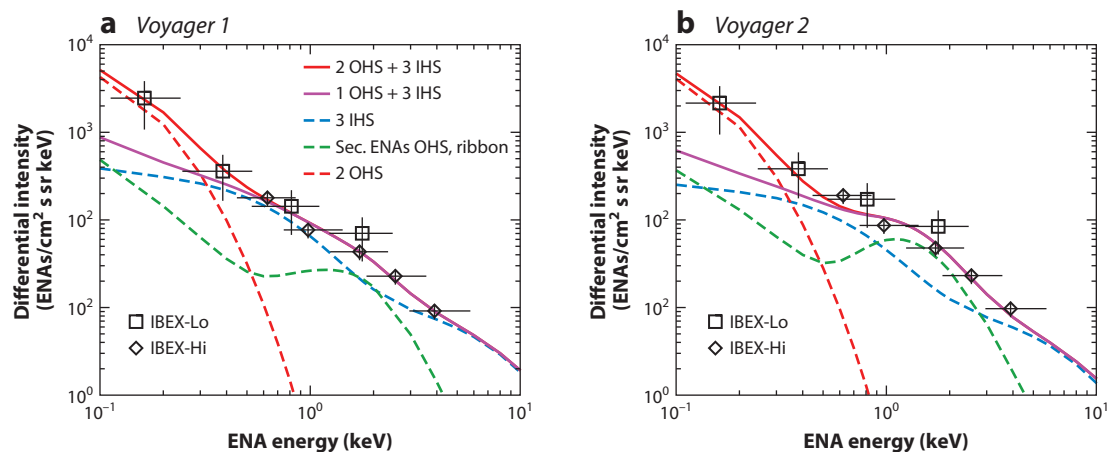 a Voyager 1
10⁴
10³
10²
10²
10⁰
Differential intensity
(ENAs/cm² s sr keV)
2 OHS + 3 IHS
1 OHS + 3 IHS
3 IHS
Sec. ENAs OHS, ribbon
2 OHS
IBEX-Lo
IBEX-Hi
10⁻¹ 10⁰ 10¹
ENA energy (keV)
b Voyager 2
10⁴
10³
10²
10²
10⁰
Differential intensity
(ENAs/cm² s sr keV)
IBEX-Lo
IBEX-Hi
10⁻¹ 10⁰ 10¹
ENA energy (keV)